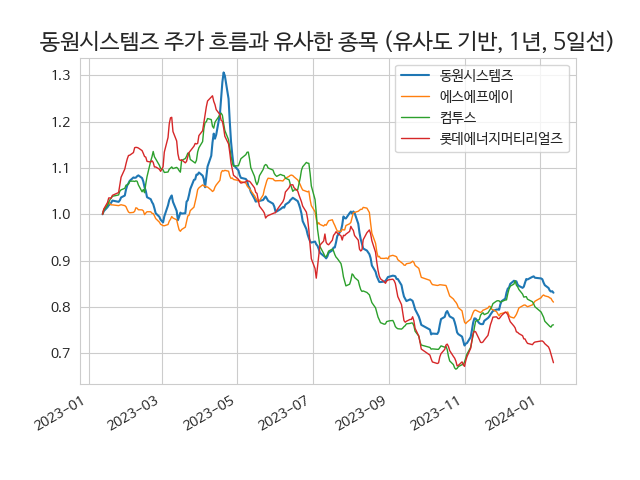 동원시스템즈 주가 흐름과 유사한 종목 (유사도 기반, 1년, 5일선)
동원시스템즈
에스에프에이
컴투스
롯데에너지머티리얼즈
1.3
1.2
1.1
1.0
0.9
0.8
0.7
2023-01
2023-03
2023-05
2023-07
2023-09
2023-11
2024-01